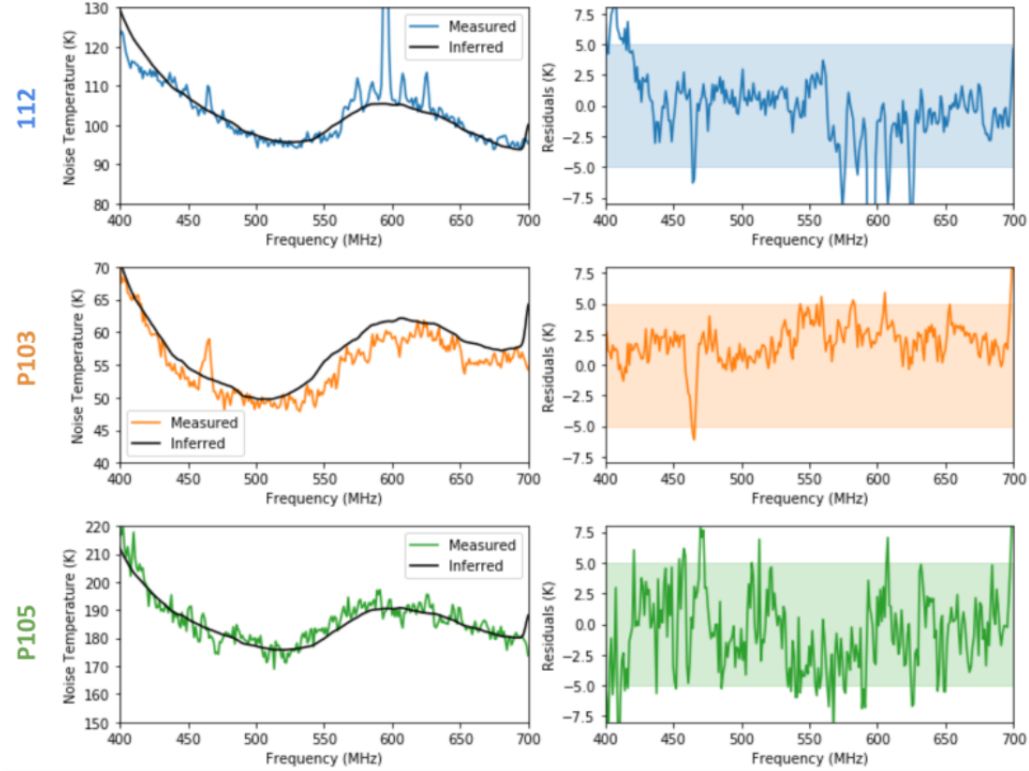 112
Noise Temperature (K)
130
120
110
100
90
80
400 450 500 550 600 650 700
Frequency (MHz)
Measured
Inferred
Residuals (K)
7.5
5.0
2.5
0.0
−2.5
−5.0
−7.5
400 450 500 550 600 650 700
Frequency (MHz)
P103
Noise Temperature (K)
70
65
60
55
50
45
40
400 450 500 550 600 650 700
Frequency (MHz)
Measured
Inferred
Residuals (K)
7.5
5.0
2.5
0.0
−2.5
−5.0
−7.5
400 450 500 550 600 650 700
Frequency (MHz)
P105
Noise Temperature (K)
220
210
200
190
180
170
160
150
400 450 500 550 600 650 700
Frequency (MHz)
Measured
Inferred
Residuals (K)
7.5
5.0
2.5
0.0
−2.5
−5.0
−7.5
400 450 500 550 600 650 700
Frequency (MHz)